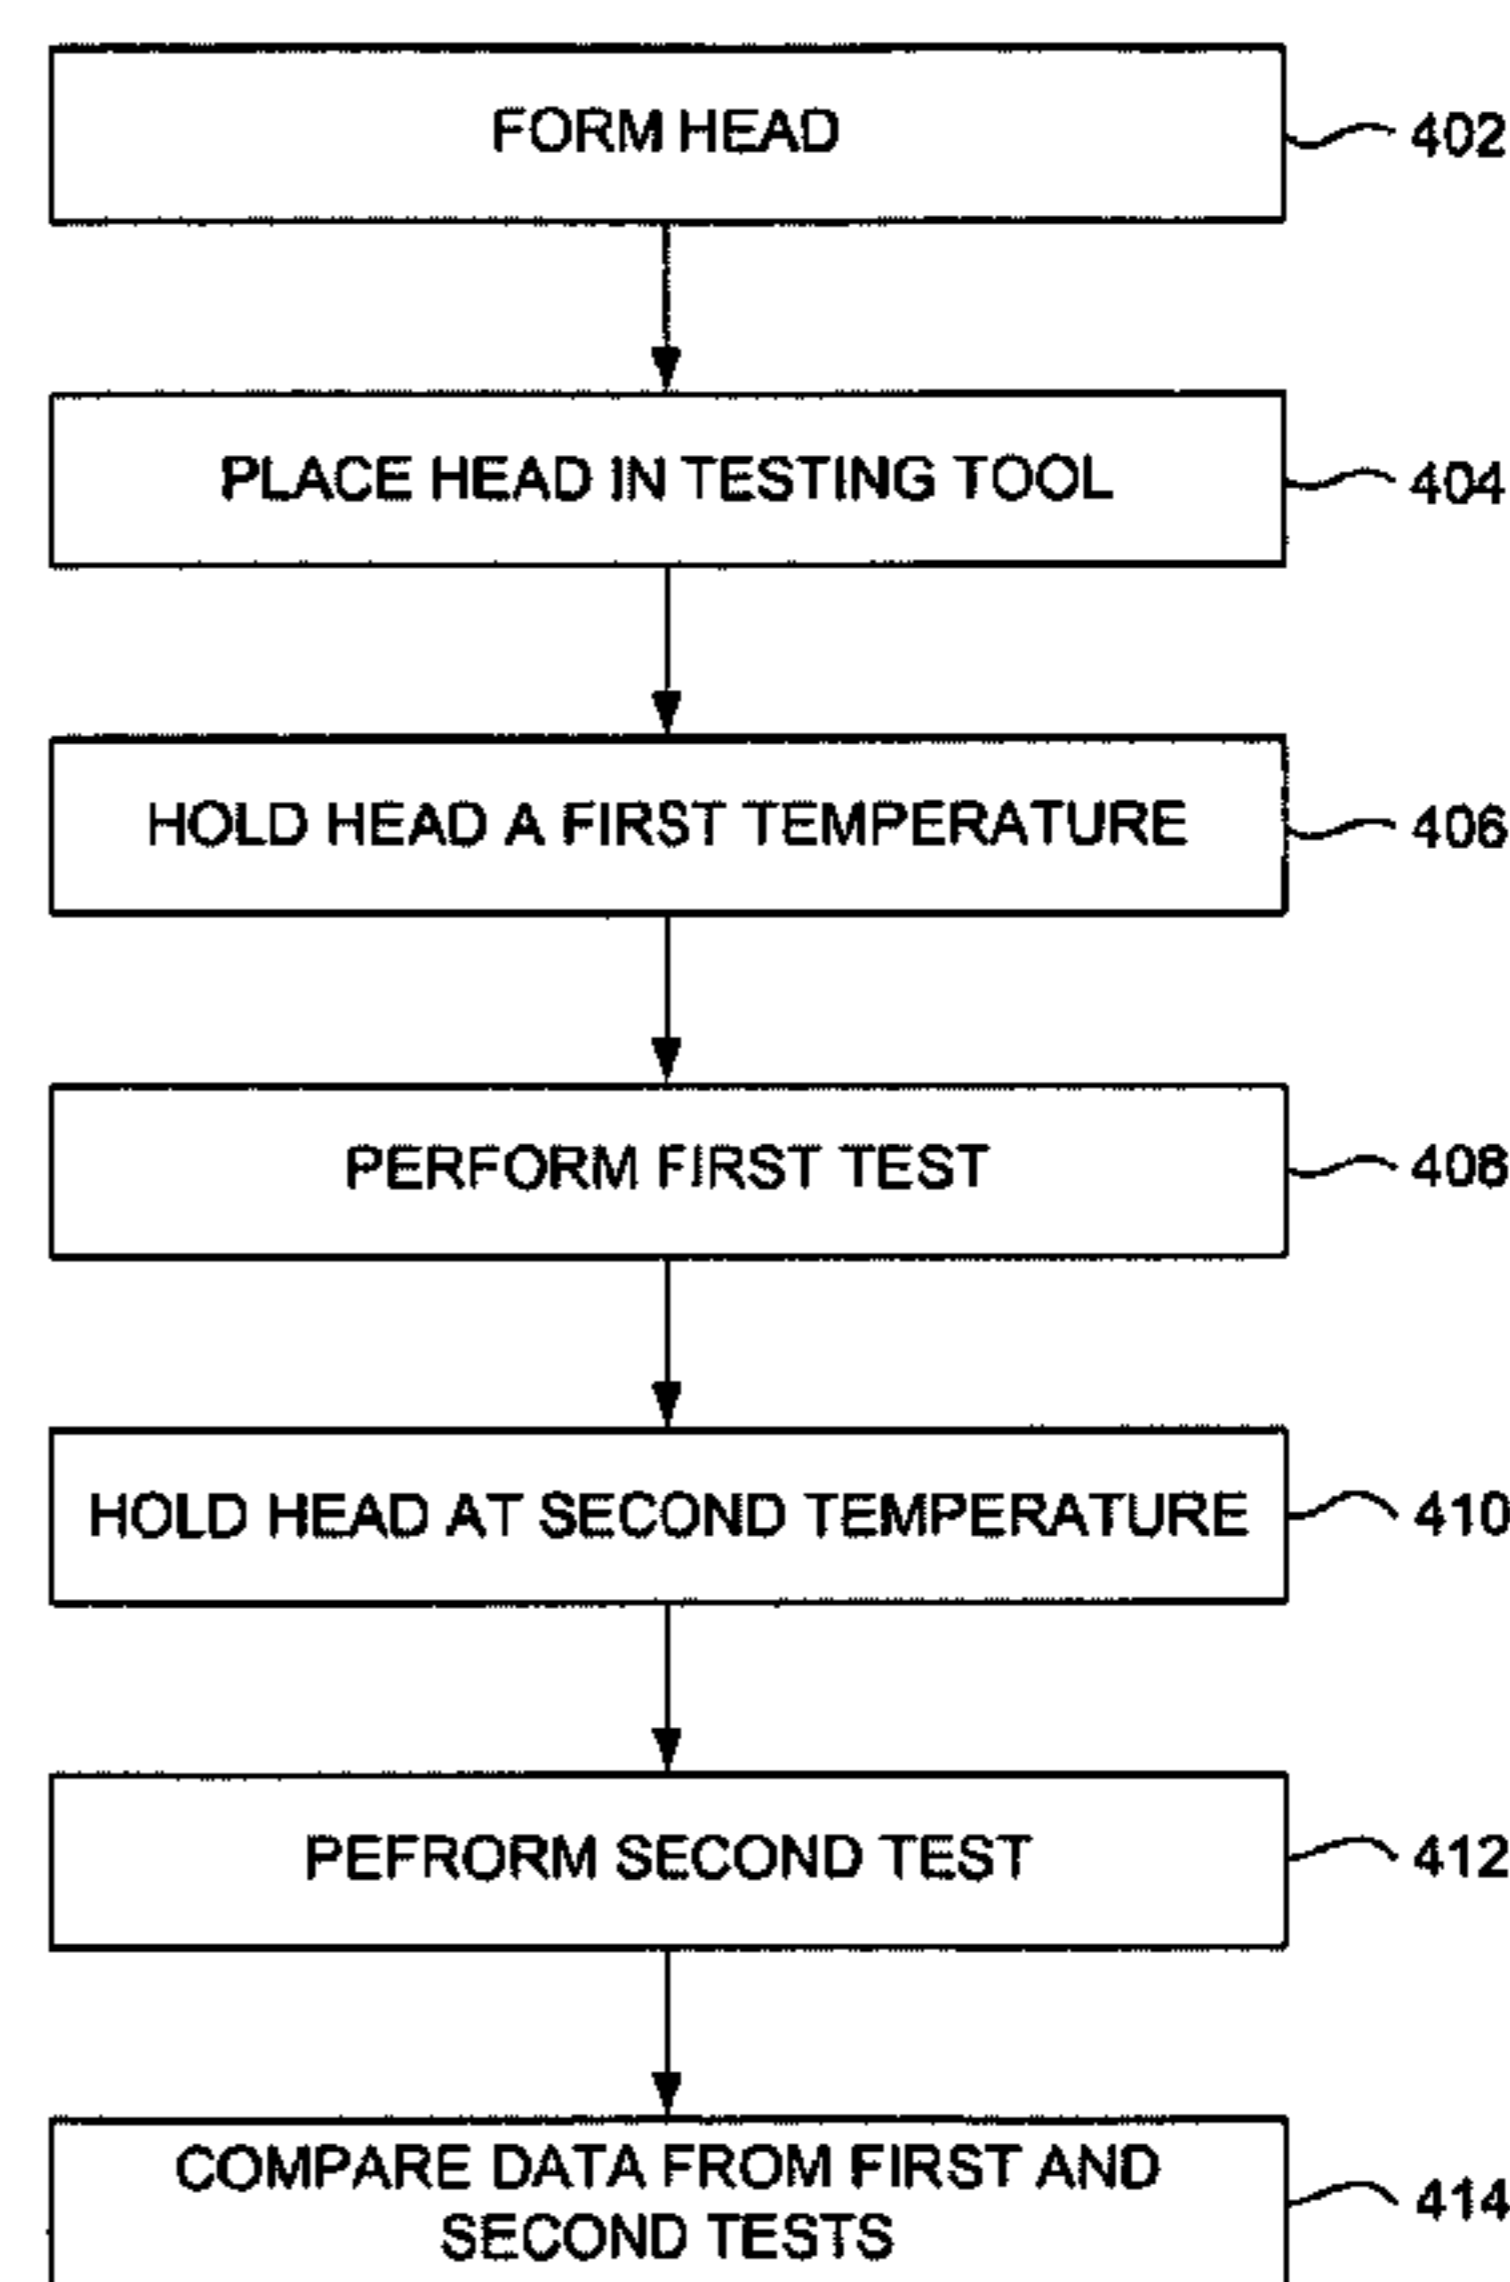 FORM HEAD
402
PLACE HEAD IN TESTING TOOL
404
HOLD HEAD A FIRST TEMPERATURE
406
PERFORM FIRST TEST
408
HOLD HEAD AT SECOND TEMPERATURE
410
PEFRORM SECOND TEST
412
COMPARE DATA FROM FIRST AND
SECOND TESTS
414